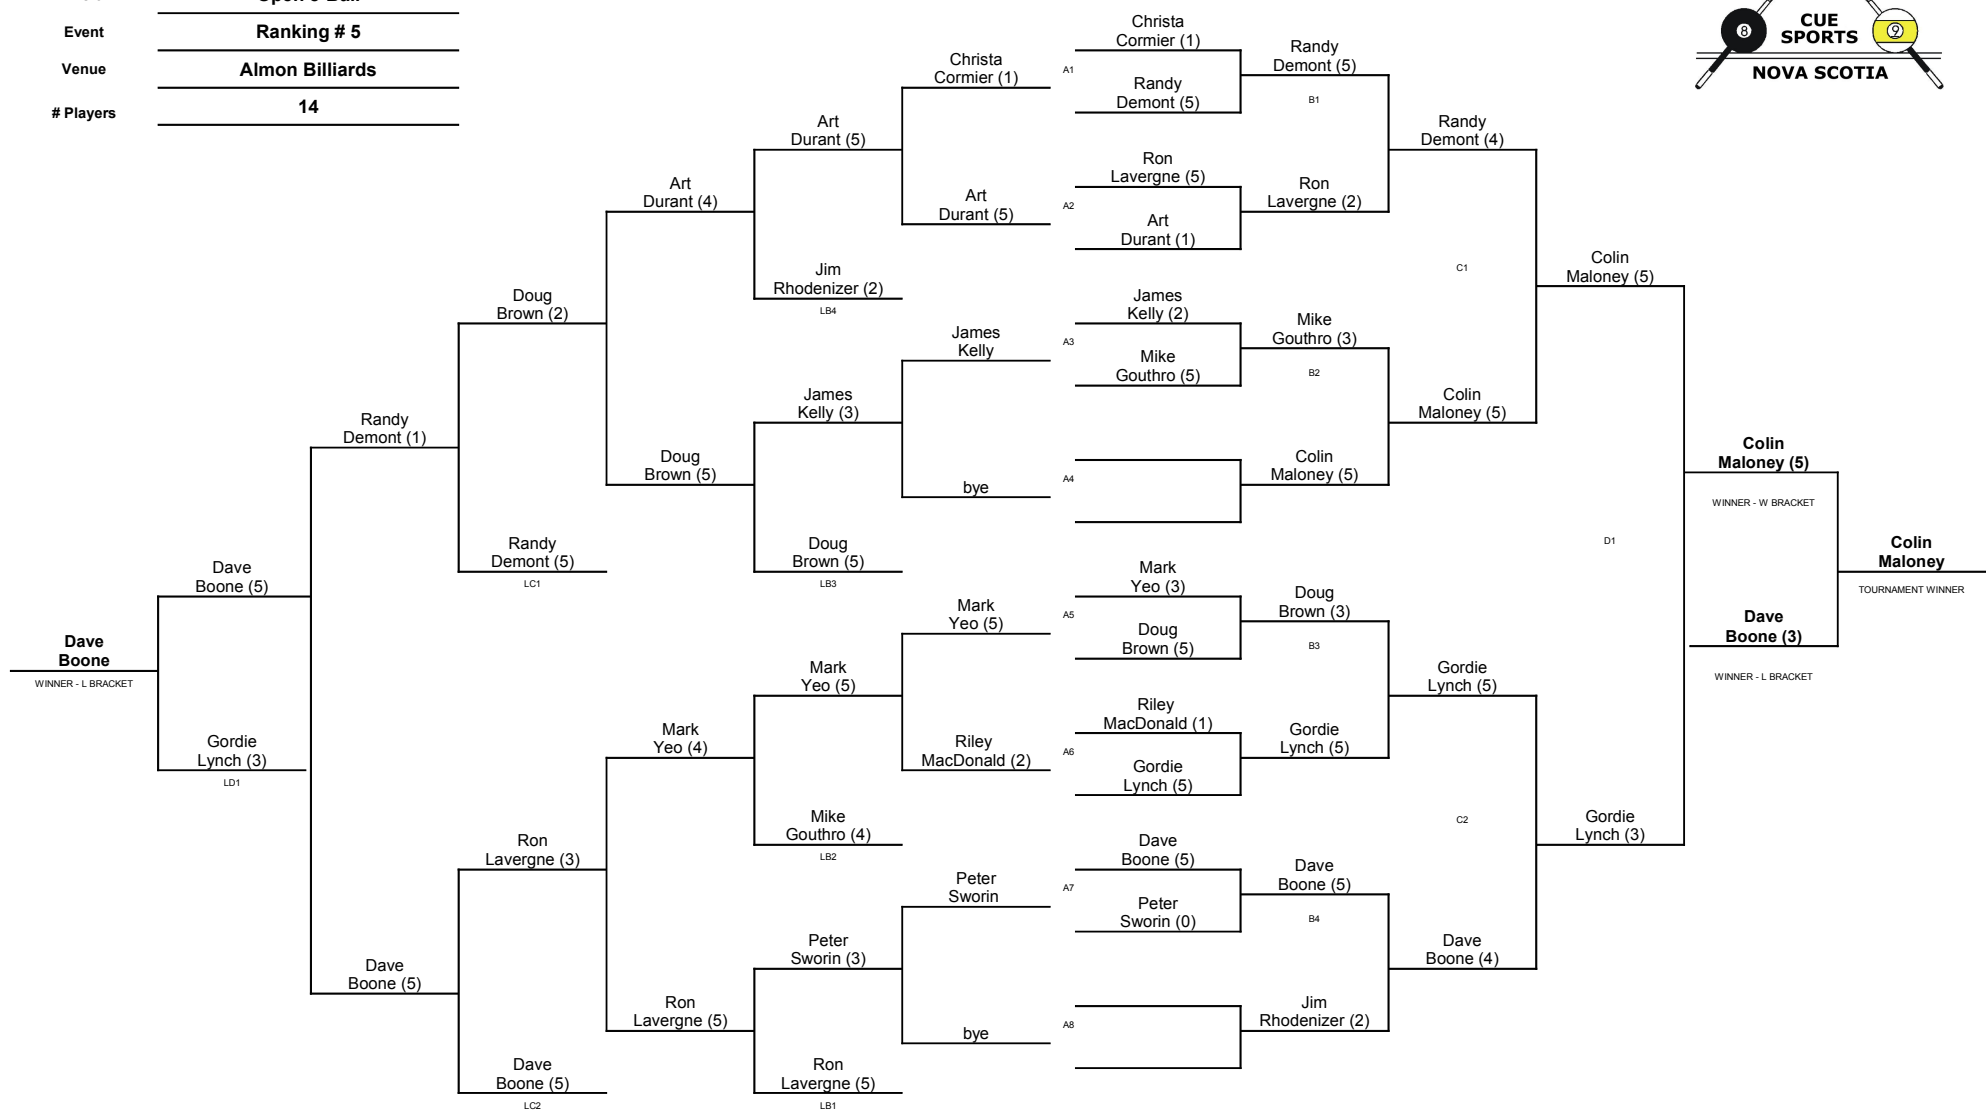 Event
Ranking # 5
Venue
Almon Billiards
# Players
14
8
CUE
SPORTS
9
NOVA SCOTIA
Dave
Boone
WINNER - L BRACKET
Dave
Boone (5)
Gordie
Lynch (3)
LD1
Randy
Demont (1)
Dave
Boone (5)
Doug
Brown (2)
Randy
Demont (5)
LC1
Ron
Lavergne (3)
Dave
Boone (5)
LC2
Art
Durant (4)
Doug
Brown (5)
Mark
Yeo (4)
Ron
Lavergne (5)
Art
Durant (5)
Jim
Rhodenizer (2)
LB4
James
Kelly (3)
Doug
Brown (5)
LB3
Mark
Yeo (5)
Mike
Gouthro (4)
LB2
Peter
Sworin (3)
Ron
Lavergne (5)
LB1
Christa
Cormier (1)
Art
Durant (5)
James
Kelly
bye
Mark
Yeo (5)
Riley
MacDonald (2)
Peter
Sworin
bye
A1
A2
A3
A4
A5
A6
A7
A8
Christa
Cormier (1)
Randy
Demont (5)
Ron
Lavergne (5)
Art
Durant (1)
James
Kelly (2)
Mike
Gouthro (5)
Mark
Yeo (3)
Doug
Brown (5)
Riley
MacDonald (1)
Gordie
Lynch (5)
Dave
Boone (5)
Peter
Sworin (0)
Randy
Demont (5)
B1
Ron
Lavergne (2)
Mike
Gouthro (3)
B2
Colin
Maloney (5)
Doug
Brown (3)
B3
Gordie
Lynch (5)
Dave
Boone (5)
B4
Jim
Rhodenizer (2)
Randy
Demont (4)
C1
Colin
Maloney (5)
Gordie
Lynch (5)
C2
Dave
Boone (4)
Colin
Maloney (5)
D1
Gordie
Lynch (3)
Colin
Maloney (5)
WINNER - W BRACKET
Dave
Boone (3)
WINNER - L BRACKET
Colin
Maloney
TOURNAMENT WINNER